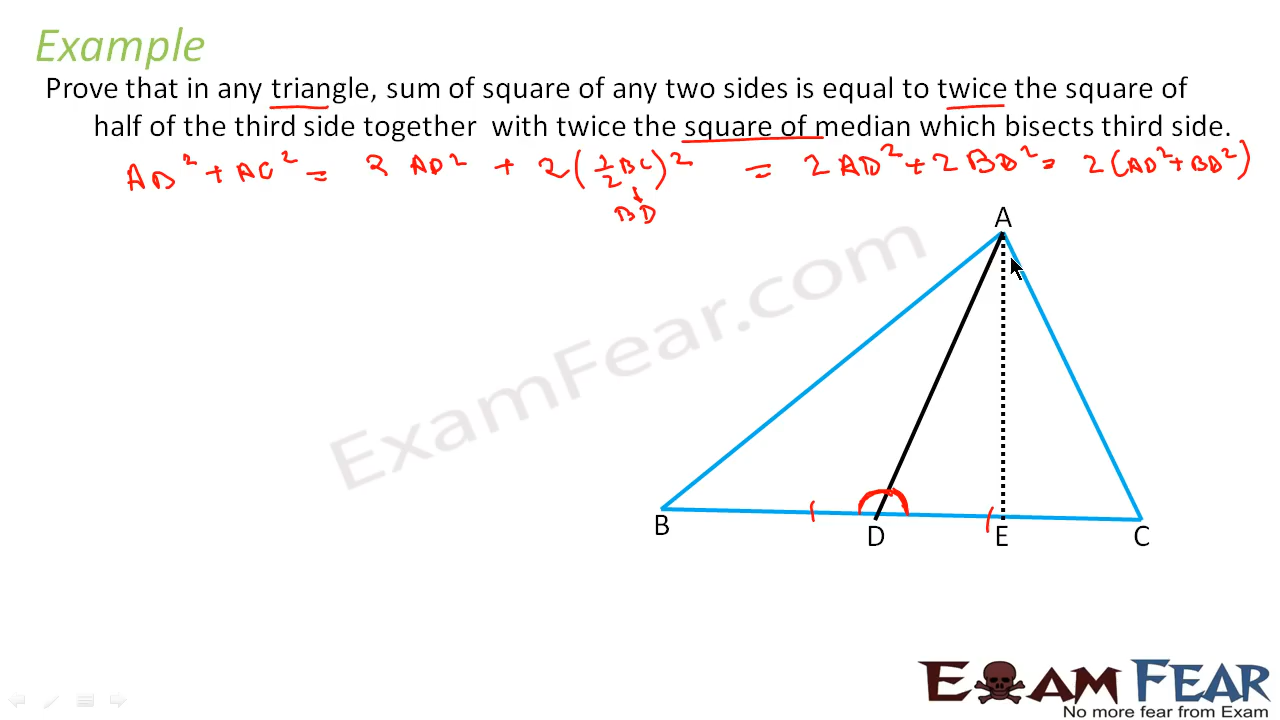 Example
Prove that in any triangle, sum of square of any two sides is equal to twice the square of
half of the third side together with twice the square of median which bisects third side.
AB² + AC² = 2 AD² + 2(1/2 BC)² = 2AD² + 2BD² = 2(AD² + BD²)
BD
A
ExamFear.com
B
D
E
C
EXAM FEAR
No more fear from Exam